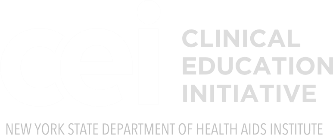 CLINICAL
EDUCATION
INITIATIVE
NEW YORK STATE DEPARTMENT OF HEALTH AIDS INSTITUTE